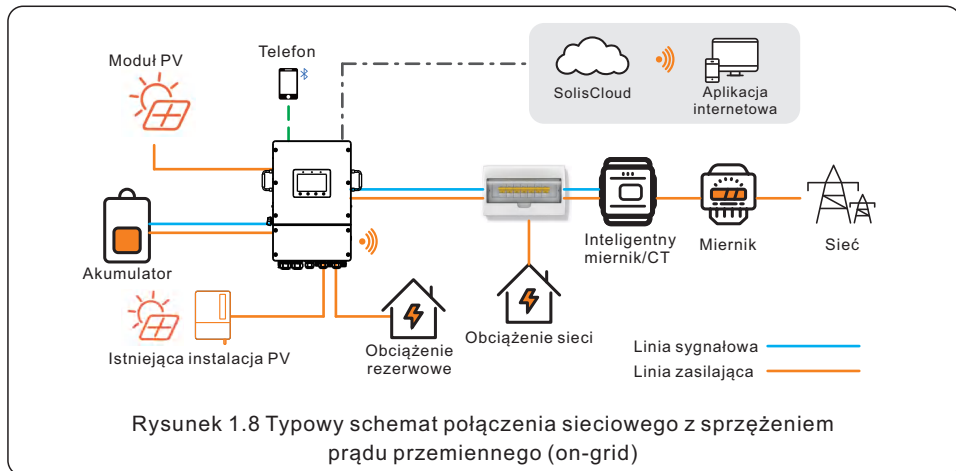 Moduł PV
Telefon
SolisCloud
Aplikacja
internetowa
Akumulator
Inteligentny
miernik/CT
Miernik
Sieć
Istniejąca instalacja PV
Obciążenie
rezerwowe
Obciążenie sieci
Linia sygnałowa
Linia zasilająca
Rysunek 1.8 Typowy schemat połączenia sieciowego z sprzężeniem
prądu przemiennego (on-grid)